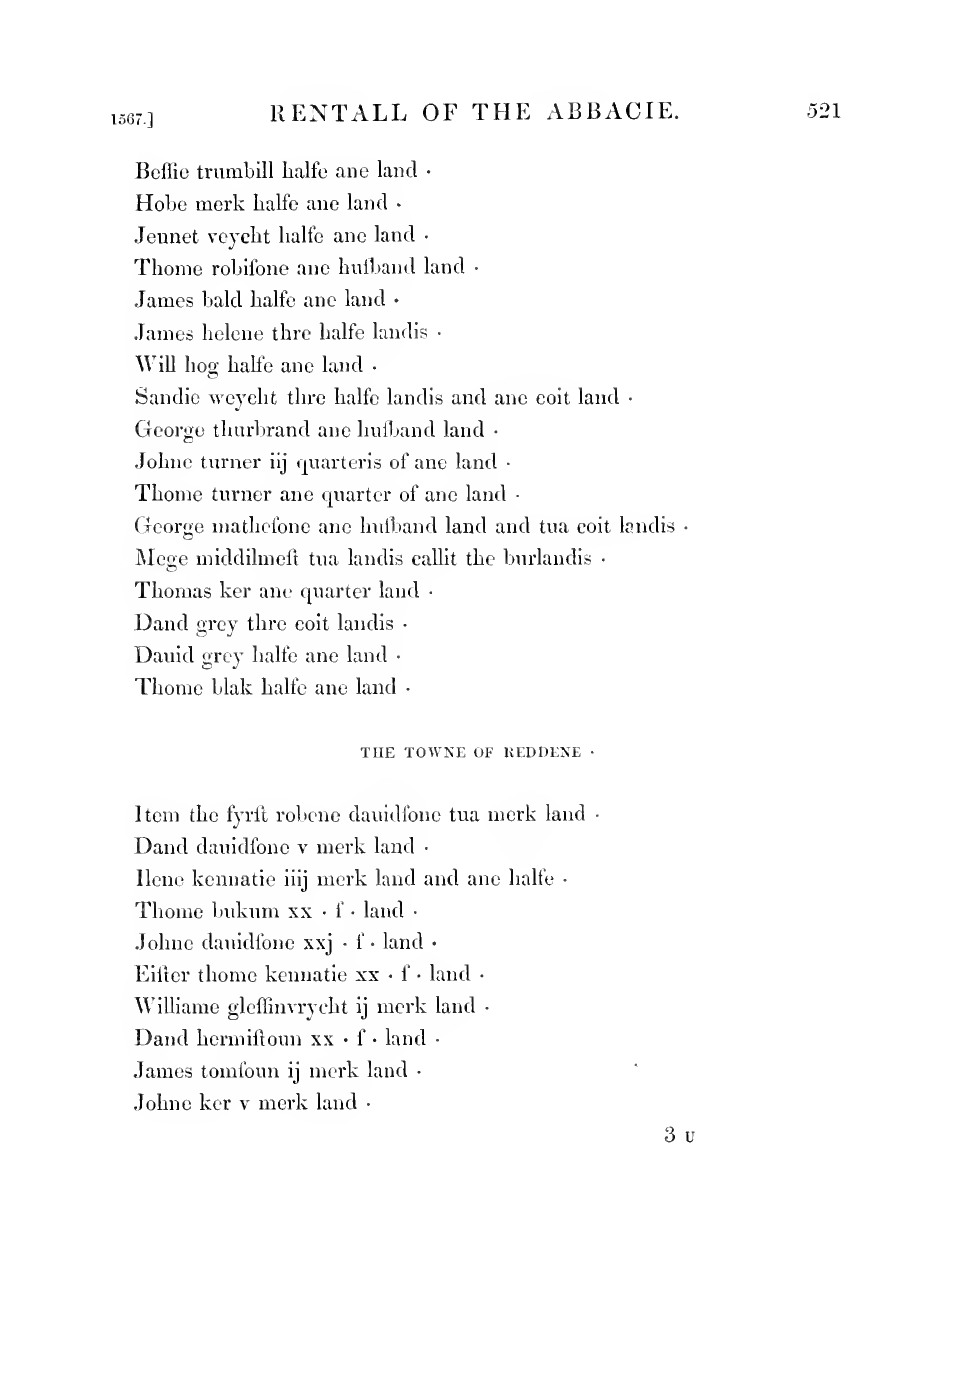 1567.] RENTALL OF THE ABBACIE. 521
Beſſie trumbill halfe ane land ·
Hobe merk halfe ane land ·
Jennet veycht halfe ane land ·
Thome robiſone ane huſband land ·
James bald halfe ane land ·
James helene thre halfe landis ·
Will hog halfe ane land ·
Sandie weycht thre halfe landis and ane coit land ·
George thurbrand ane huſband land ·
Johne turner iij quarteris of ane land ·
Thome turner ane quarter of ane land ·
George matheſone ane huſband land and tua coit landis ·
Mege middilmeſt tua landis callit the burlandis ·
Thomas ker ane quarter land ·
Dand grey thre coit landis ·
Dauid grey halfe ane land ·
Thome blak halfe ane land ·
THE TOWNE OF REDDENE ·
Item the fyrſt robene dauidſone tua merk land ·
Dand dauidſone v merk land ·
Ilene kennatie iiij merk land and ane halfe ·
Thome bukum xx · ſ · land ·
Johne dauidſone xxj · ſ · land ·
Eiſter thome kennatie xx · ſ · land ·
Williame gleſſinvrycht ij merk land ·
Dand hermiſtoun xx · ſ · land ·
James tomſoun ij merk land ·
Johne ker v merk land ·
3 U